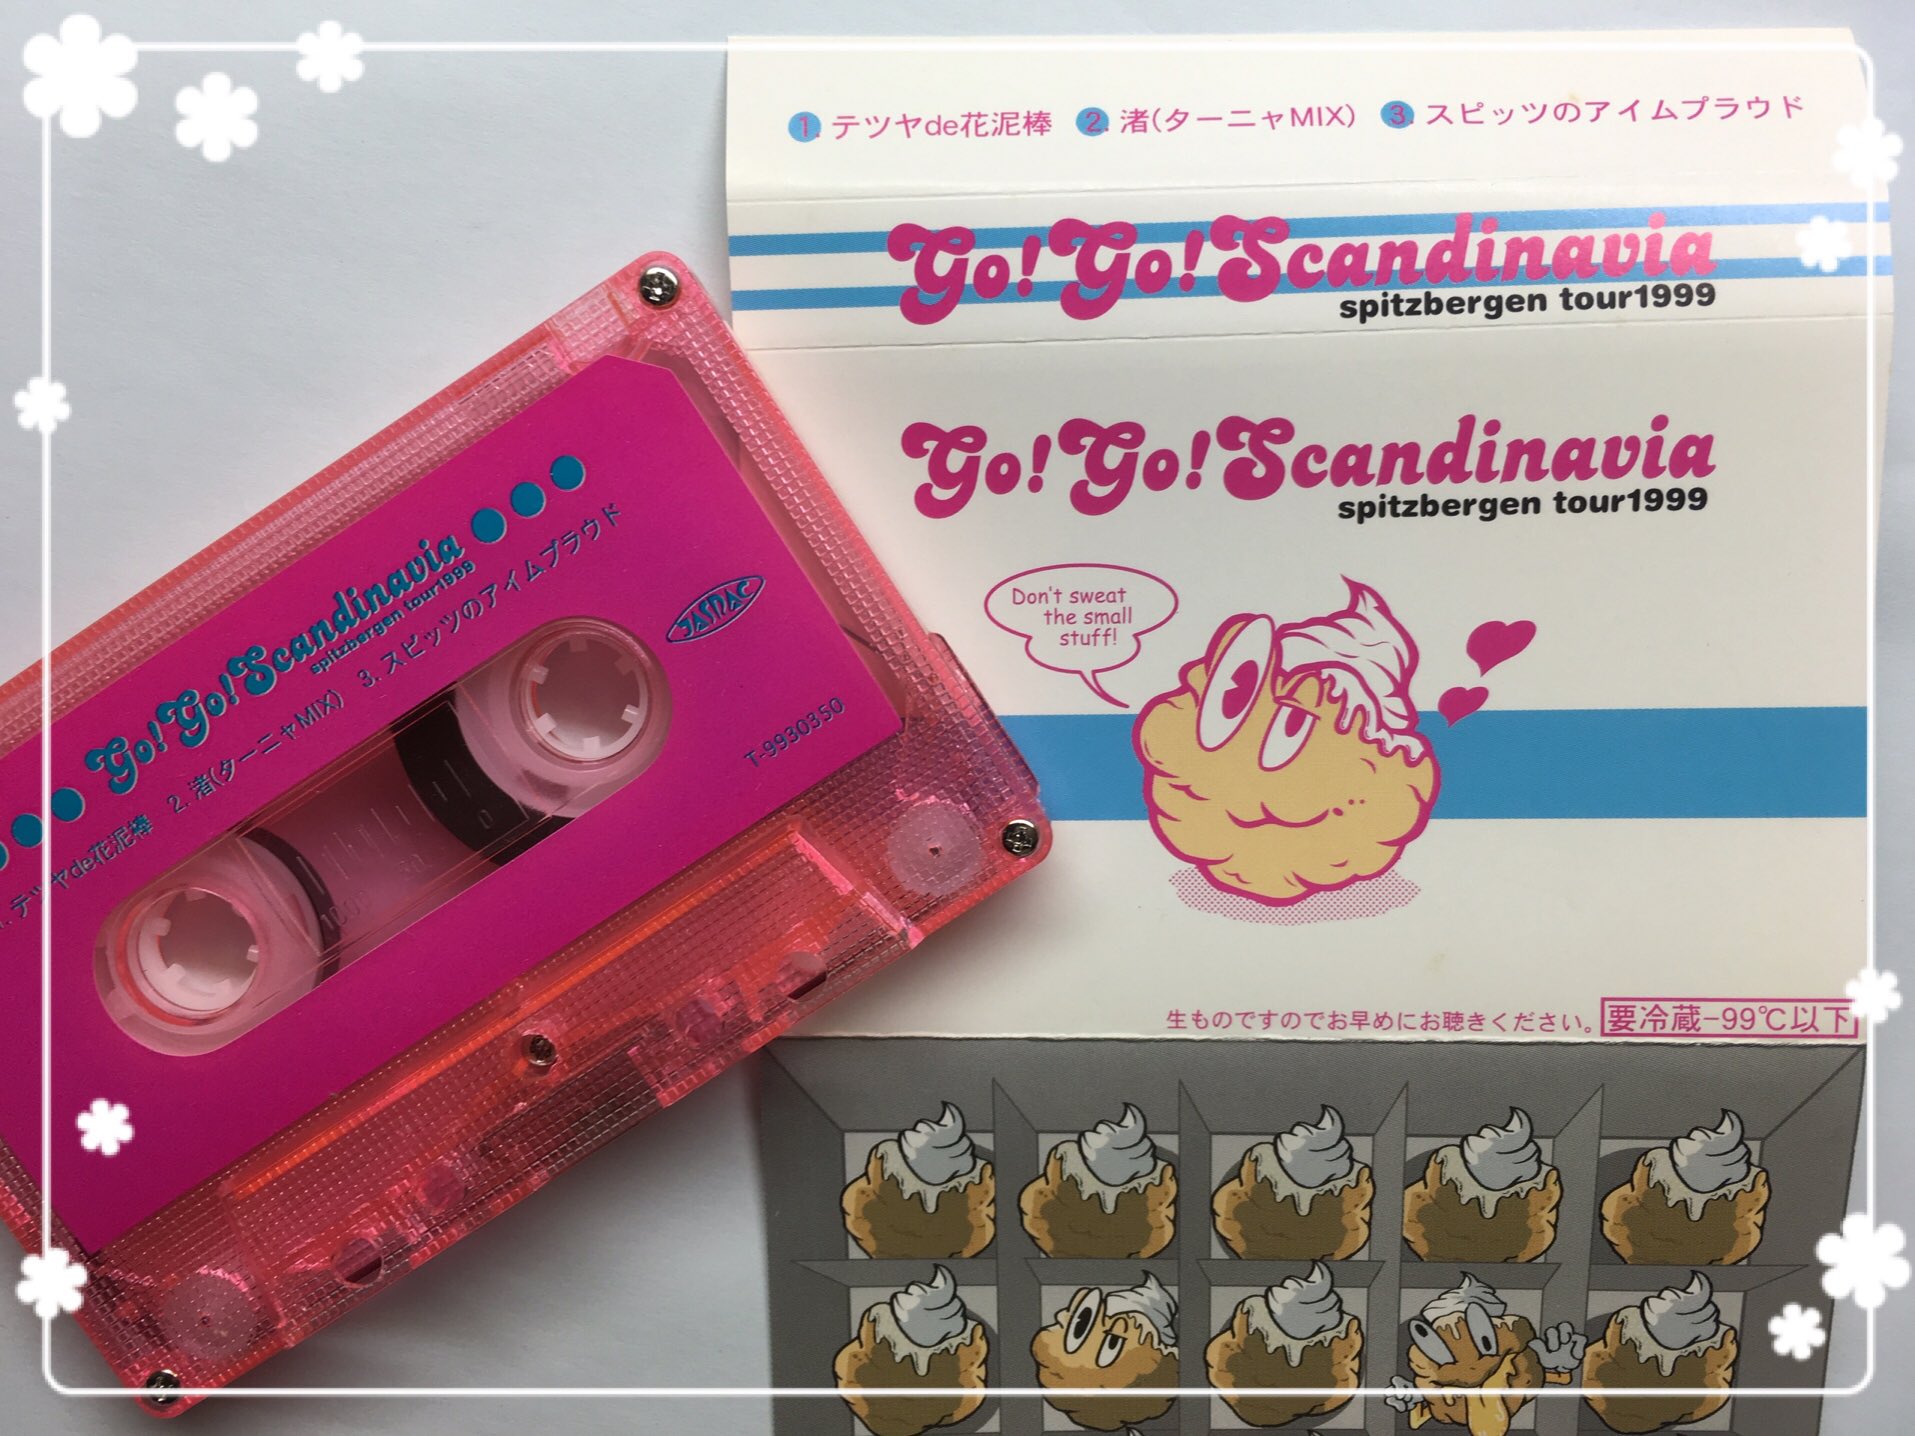 1. テツヤde花泥棒 2. 渚(ターニャMIX) 3. スピッツのアイムプラウド
Go! Go! Scandinavia
spitzbergen tour1999
Go! Go! Scandinavia
spitzbergen tour1999
Don't sweat
the small
stuff!
生ものですのでお早めにお聴きください。 要冷蔵-99℃以下
Go! Go! Scandinavia
spitzbergen tour1999
1. テツヤde花泥棒 2. 渚(ターニャMIX) 3. スピッツのアイムプラウド
JASRAC
T-9930350
100
50
0